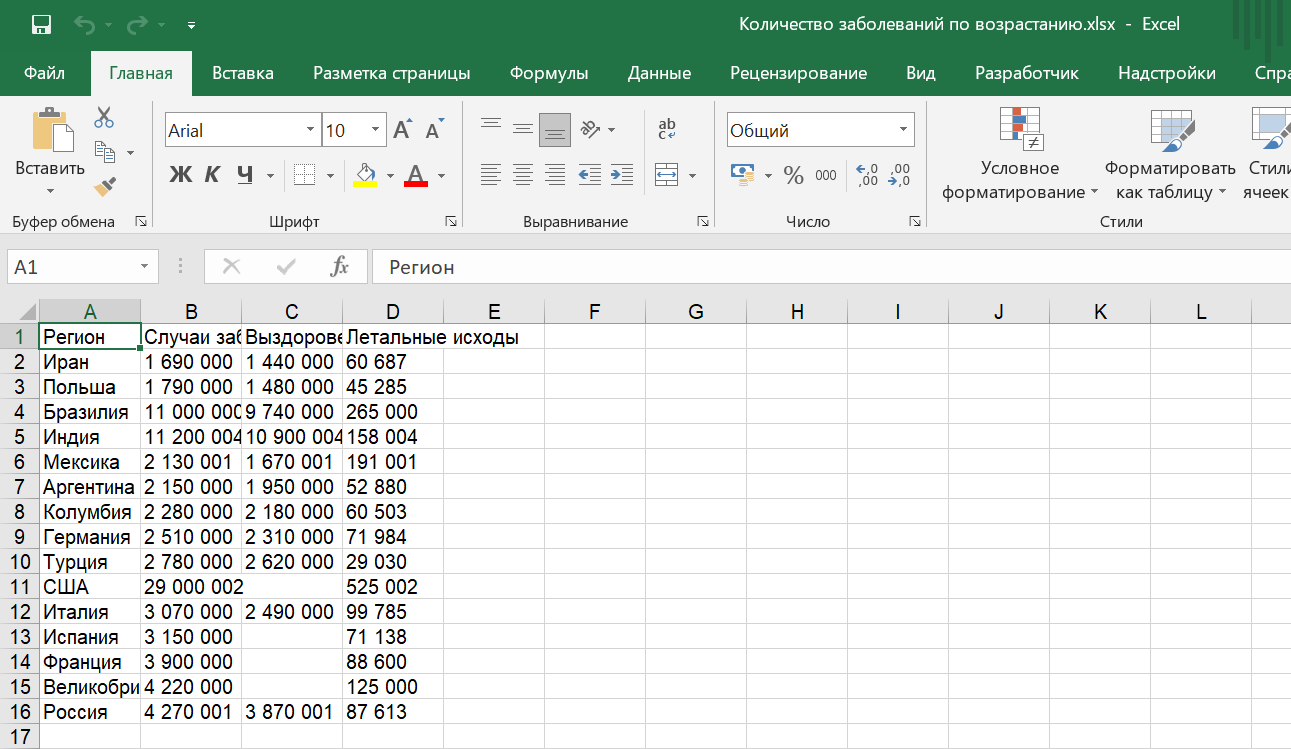 Количество заболеваний по возрастанию.xlsx - Excel
Файл Главная Вставка Разметка страницы Формулы Данные Рецензирование Вид Разработчик Надстройки Спра
Arial 10 Общий
Вставить
Ж К Ч
ab
c
A A
% 000
,0 ,00
,00 ,0
Условное форматирование
Форматировать как таблицу
Стили ячеек
Буфер обмена Шрифт Выравнивание Число Стили
A1 fx Регион
A B C D E F G H I J K L
1 Регион Случаи заб Выздорове Летальные исходы
2 Иран 1 690 000 1 440 000 60 687
3 Польша 1 790 000 1 480 000 45 285
4 Бразилия 11 000 000 9 740 000 265 000
5 Индия 11 200 004 10 900 004 158 004
6 Мексика 2 130 001 1 670 001 191 001
7 Аргентина 2 150 000 1 950 000 52 880
8 Колумбия 2 280 000 2 180 000 60 503
9 Германия 2 510 000 2 310 000 71 984
10 Турция 2 780 000 2 620 000 29 030
11 США 29 000 002 525 002
12 Италия 3 070 000 2 490 000 99 785
13 Испания 3 150 000 71 138
14 Франция 3 900 000 88 600
15 Великобри 4 220 000 125 000
16 Россия 4 270 001 3 870 001 87 613
17